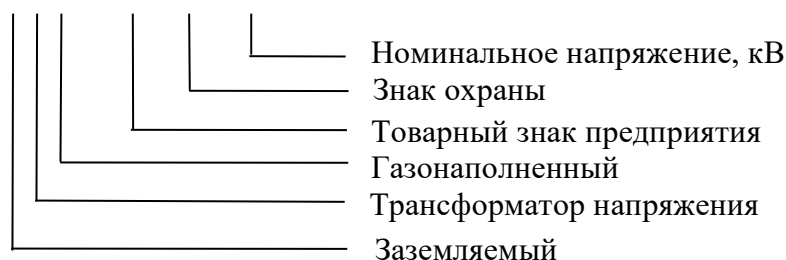 Номинальное напряжение, кВ
Знак охраны
Товарный знак предприятия
Газонаполненный
Трансформатор напряжения
Заземляемый